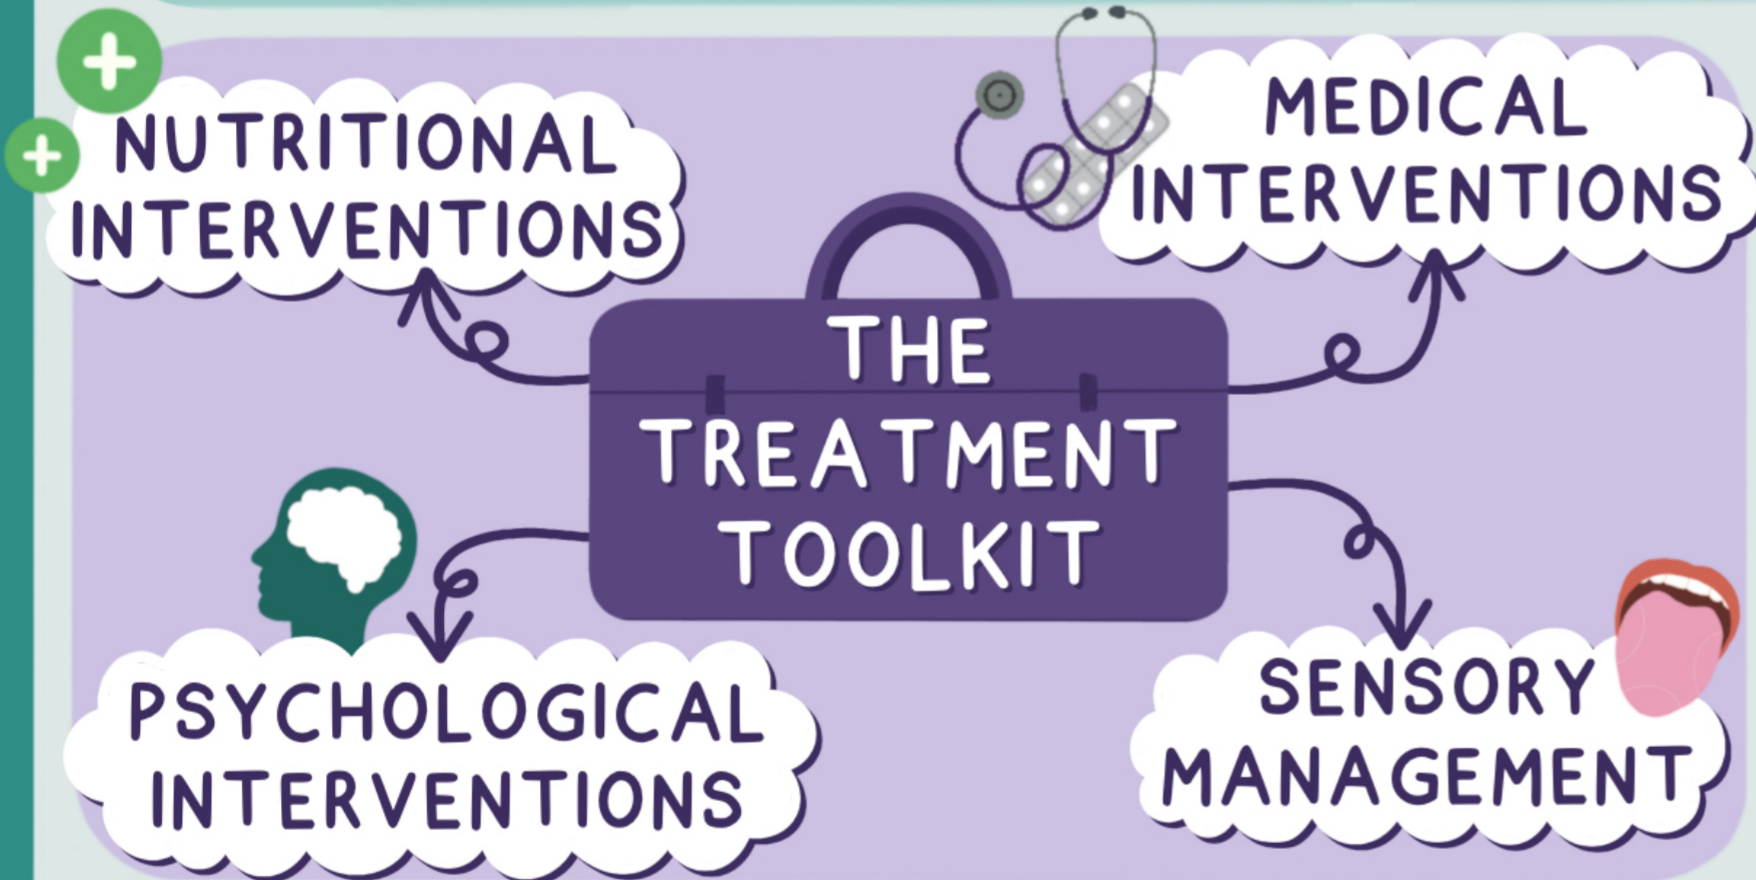 NUTRITIONAL
INTERVENTIONS
MEDICAL
INTERVENTIONS
THE
TREATMENT
TOOLKIT
PSYCHOLOGICAL
INTERVENTIONS
SENSORY
MANAGEMENT